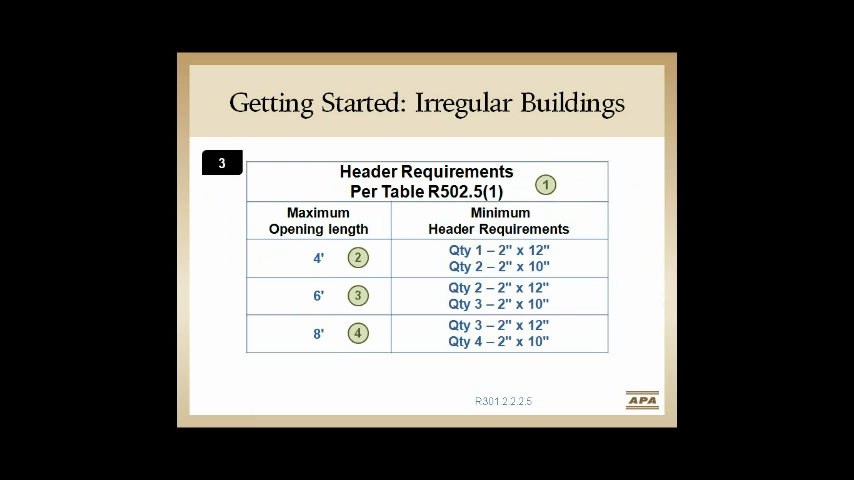 Getting Started: Irregular Buildings
3
Header Requirements
Per Table R502.5(1)
1
Maximum
Opening length
Minimum
Header Requirements
4'
2
Qty 1 – 2" x 12"
Qty 2 – 2" x 10"
6'
3
Qty 2 – 2" x 12"
Qty 3 – 2" x 10"
8'
4
Qty 3 – 2" x 12"
Qty 4 – 2" x 10"
R301.2.2.2.5
APA